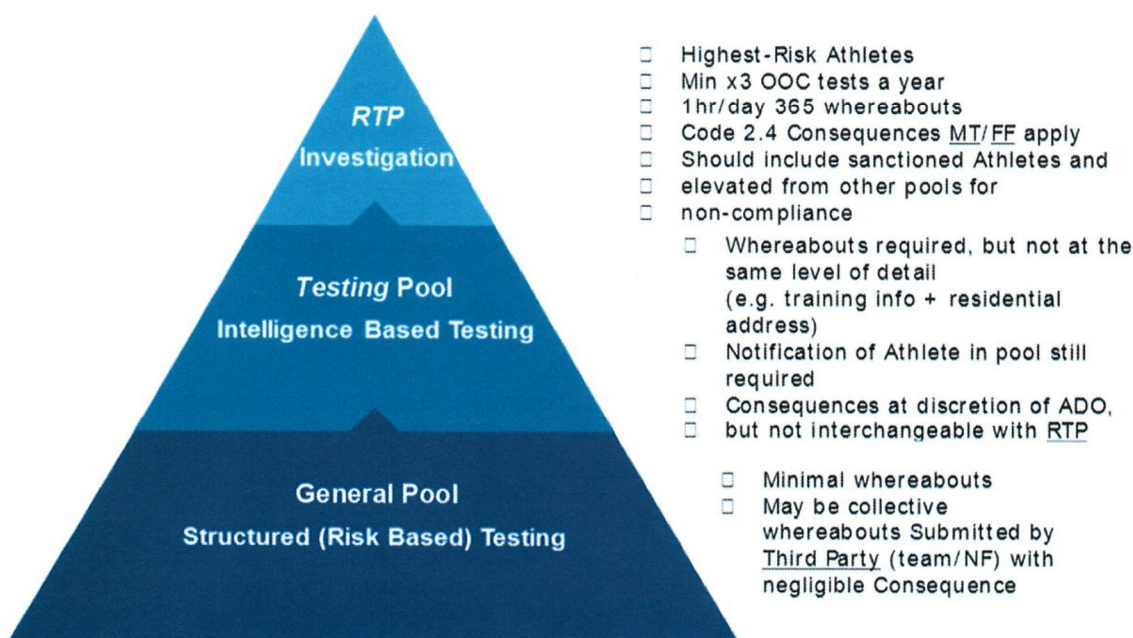 RTP
Investigation
Testing Pool
Intelligence Based Testing
General Pool
Structured (Risk Based) Testing
□ Highest-Risk Athletes
□ Min x3 OOC tests a year
□ 1hr/day 365 whereabouts
□ Code 2.4 Consequences MT/FF apply
□ Should include sanctioned Athletes and
□ elevated from other pools for
□ non-compliance
□ Whereabouts required, but not at the
same level of detail
(e.g. training info + residential
address)
□ Notification of Athlete in pool still
required
□ Consequences at discretion of ADO,
□ but not interchangeable with RTP
□ Minimal whereabouts
□ May be collective
whereabouts Submitted by
Third Party (team/NF) with
negligible Consequence